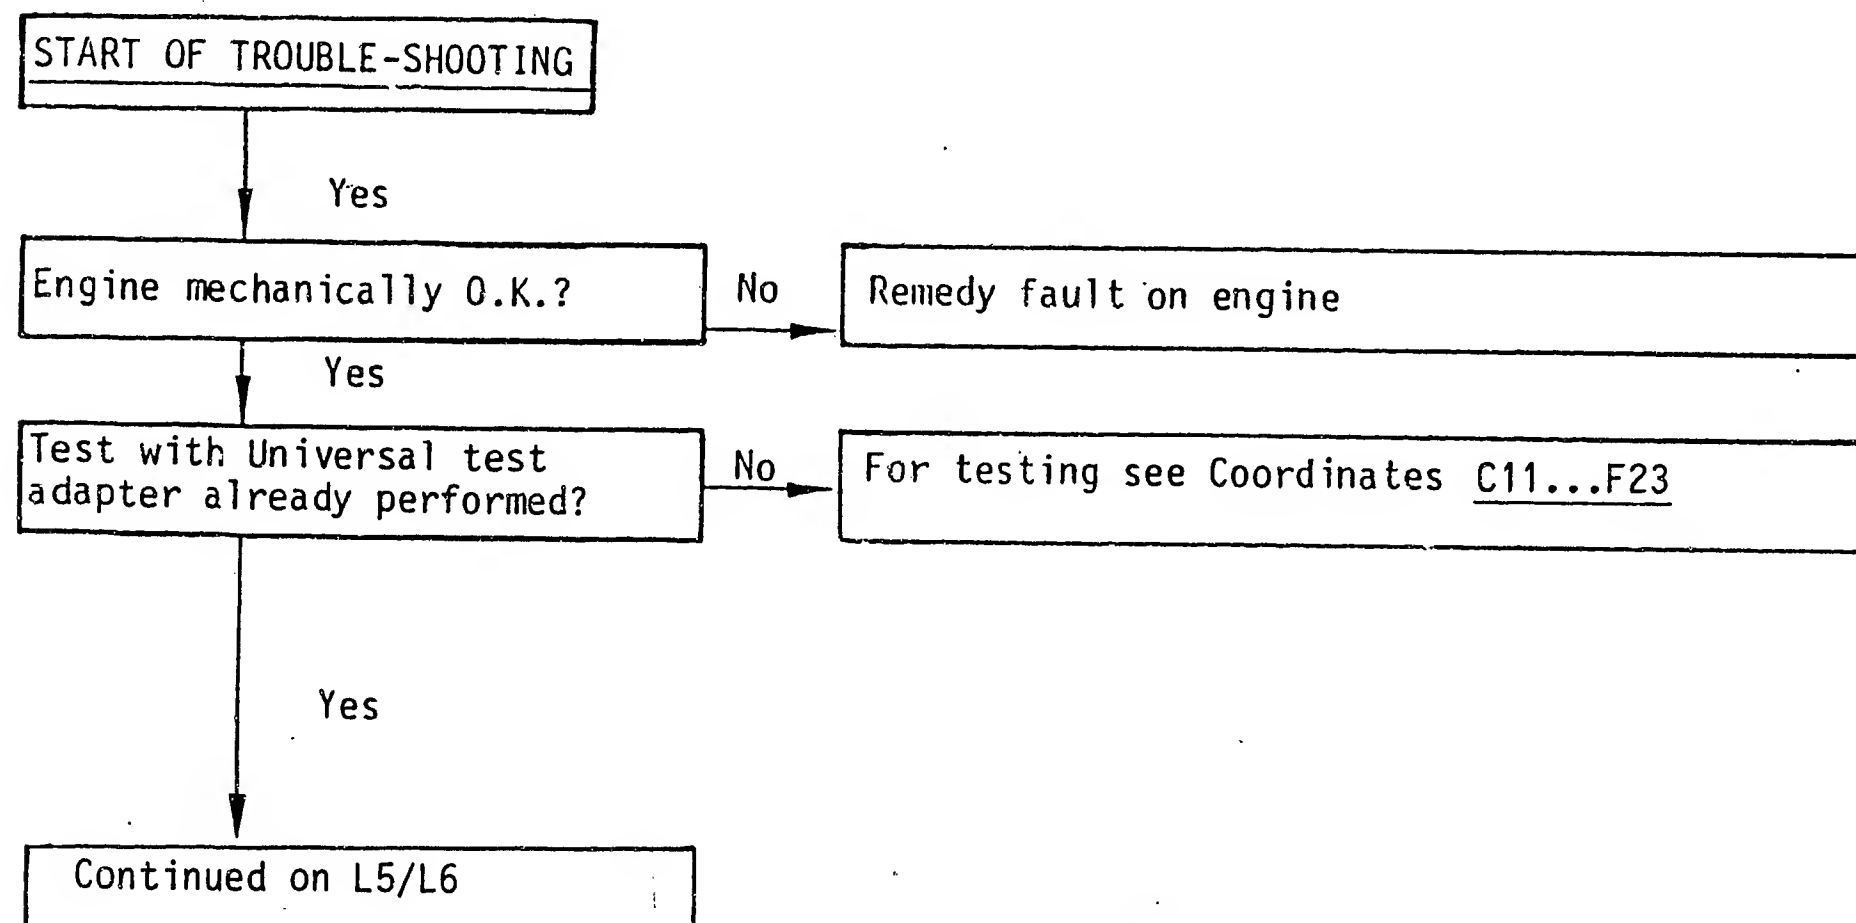 START OF TROUBLE-SHOOTING
Yes
Engine mechanically O.K.?
No
Remedy fault on engine
Yes
Test with Universal test
adapter already performed?
No
For testing see Coordinates C11...F23
Yes
Continued on L5/L6